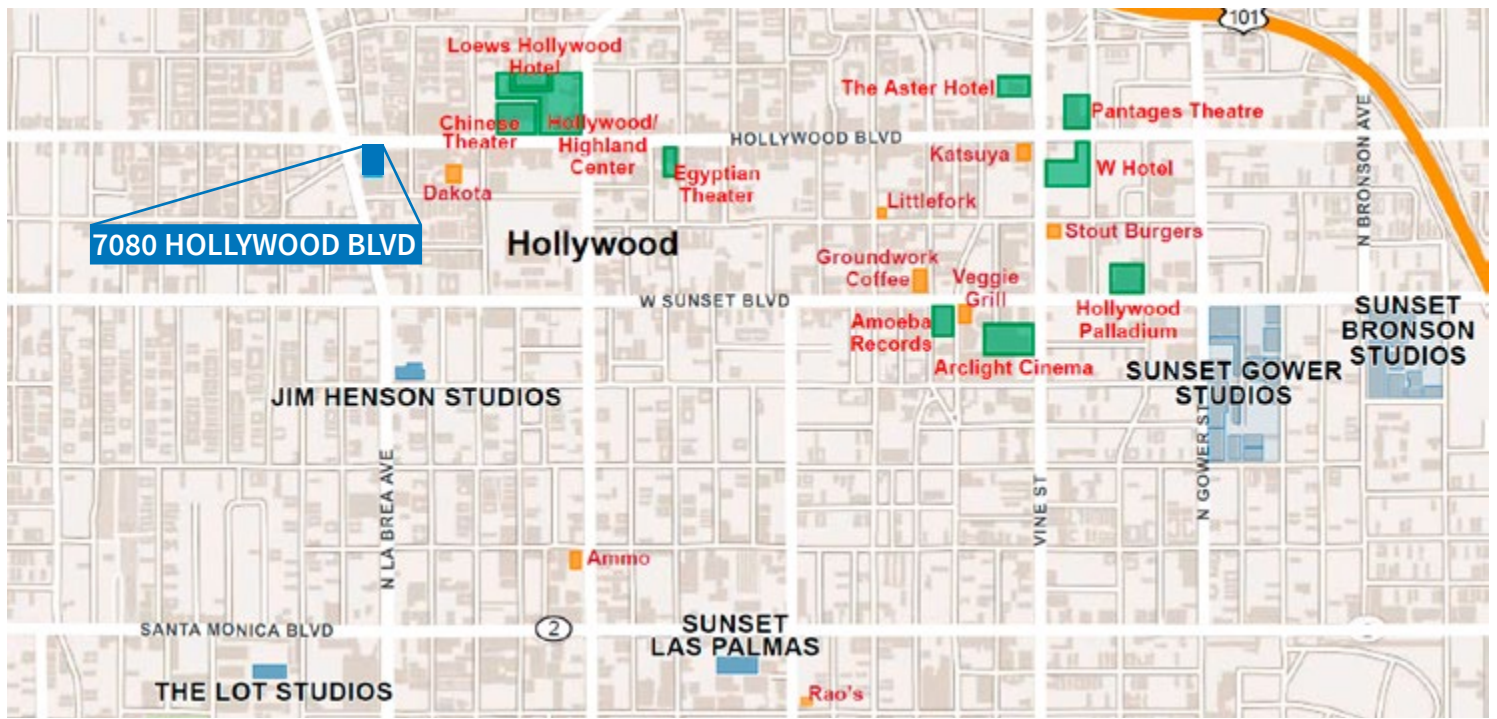 101
Loews Hollywood
Hotel
The Aster Hotel
Pantages Theatre
Chinese
Theater
Hollywood/
Highland
Center
HOLLYWOOD BLVD
Katsuya
W Hotel
Egyptian
Theater
Dakota
Littlefork
N BRONSON AVE
7080 HOLLYWOOD BLVD
Hollywood
Stout Burgers
Groundwork
Coffee
Veggie
Grill
W SUNSET BLVD
Amoeba
Records
Hollywood
Palladium
SUNSET
BRONSON
STUDIOS
Arclight Cinema
SUNSET GOWER
STUDIOS
JIM HENSON STUDIOS
N LA BREA AVE
VINE ST
N GOWER ST
Ammo
SANTA MONICA BLVD
2
SUNSET
LAS PALMAS
THE LOT STUDIOS
Rao's